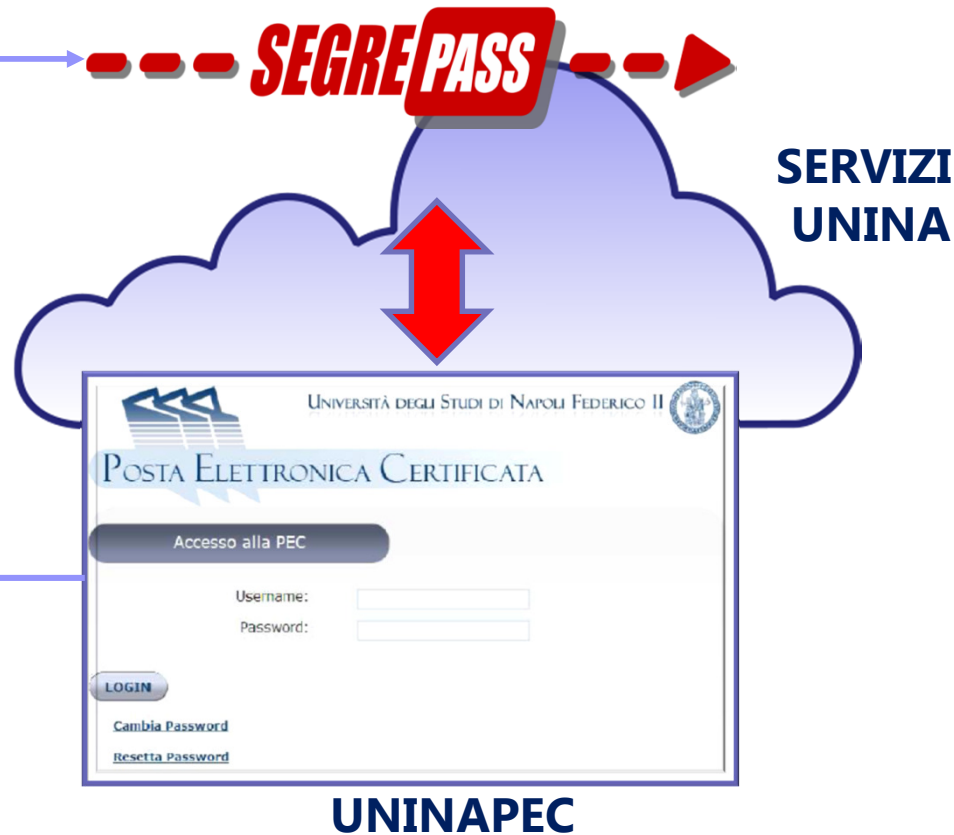 SEGREPASS
SERVIZI
UNINA
UNIVERSITÀ DEGLI STUDI DI NAPOLI FEDERICO II
POSTA ELETTRONICA CERTIFICATA
Accesso alla PEC
Username:
Password:
LOGIN
Cambia Password
Resetta Password
UNINAPEC